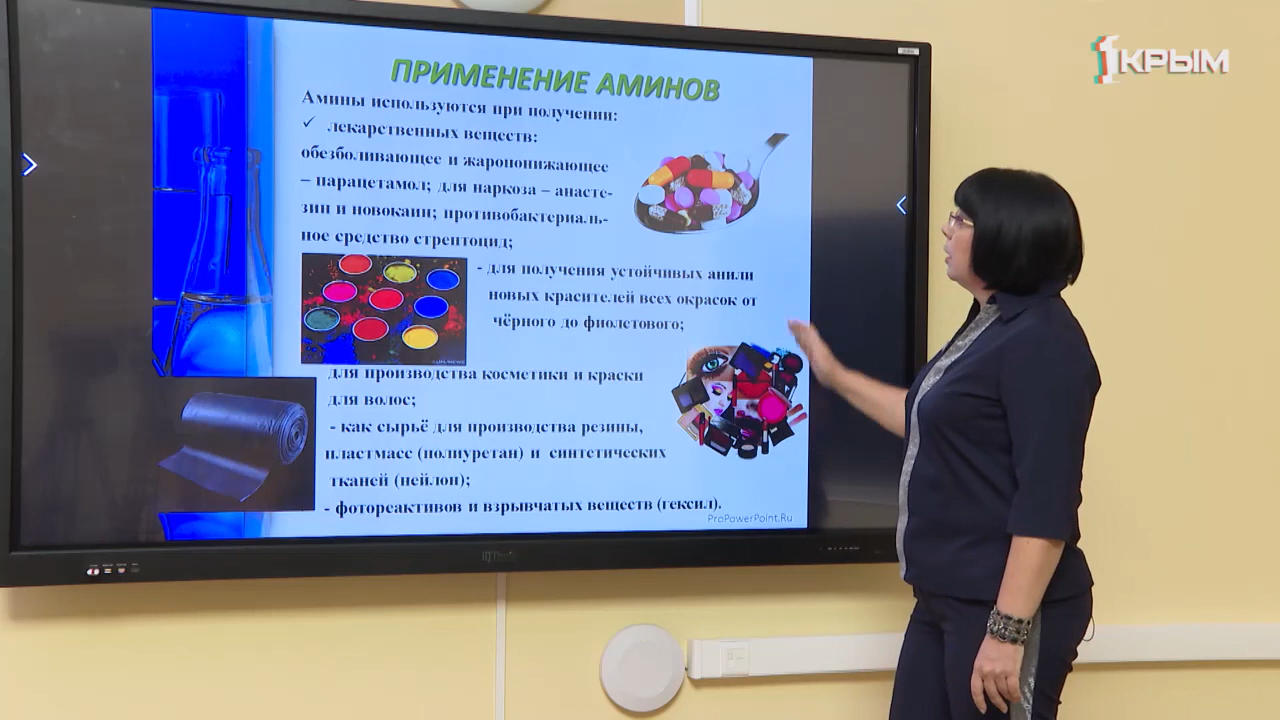 1КРЫМ
ПРИМЕНЕНИЕ АМИНОВ
Амины используются при получении:
✓ лекарственных веществ:
обезболивающее и жаропонижающее
– парацетамол; для наркоза – анасте-
зин и новокаин; противобактериаль-
ное средство стрептоцид;
- для получения устойчивых анили
новых красителей всех окрасок от
чёрного до фиолетового;
для производства косметики и краски
для волос;
- как сырьё для производства резины,
пластмасс (полиуретан) и синтетических
тканей (нейлон);
- фотореактивов и взрывчатых веществ (гексил).
ProPowerPoint.Ru